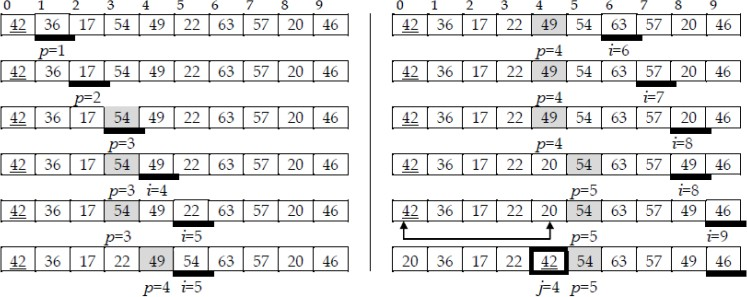 0 1 2 3 4 5 6 7 8 9
42 36 17 54 49 22 63 57 20 46
p=1
42 36 17 54 49 22 63 57 20 46
p=2
42 36 17 54 49 22 63 57 20 46
p=3
42 36 17 54 49 22 63 57 20 46
p=3 i=4
42 36 17 54 49 22 63 57 20 46
p=3 i=5
42 36 17 22 49 54 63 57 20 46
p=4 i=5
0 1 2 3 4 5 6 7 8 9
42 36 17 22 49 54 63 57 20 46
p=4 i=6
42 36 17 22 49 54 63 57 20 46
p=4 i=7
42 36 17 22 49 54 63 57 20 46
p=4 i=8
42 36 17 22 20 54 63 57 49 46
p=5 i=8
42 36 17 22 20 54 63 57 49 46
p=5 i=9
20 36 17 22 42 54 63 57 49 46
j=4 p=5